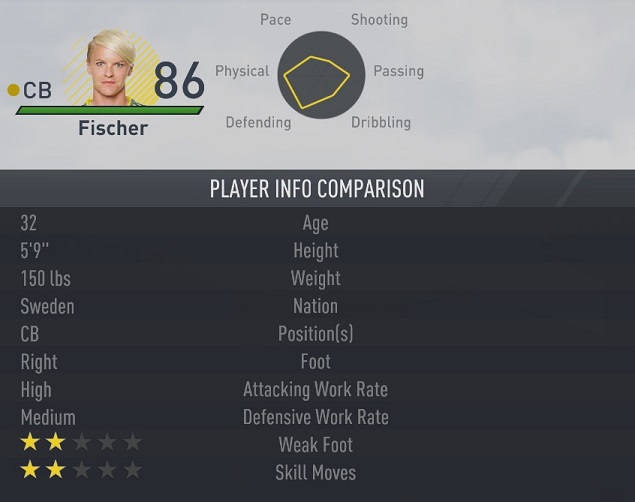 Pace Shooting
CB 86
Physical Passing
Fischer
Defending Dribbling
PLAYER INFO COMPARISON
32 Age
5'9" Height
150 lbs Weight
Sweden Nation
CB Position(s)
Right Foot
High Attacking Work Rate
Medium Defensive Work Rate
Weak Foot
Skill Moves